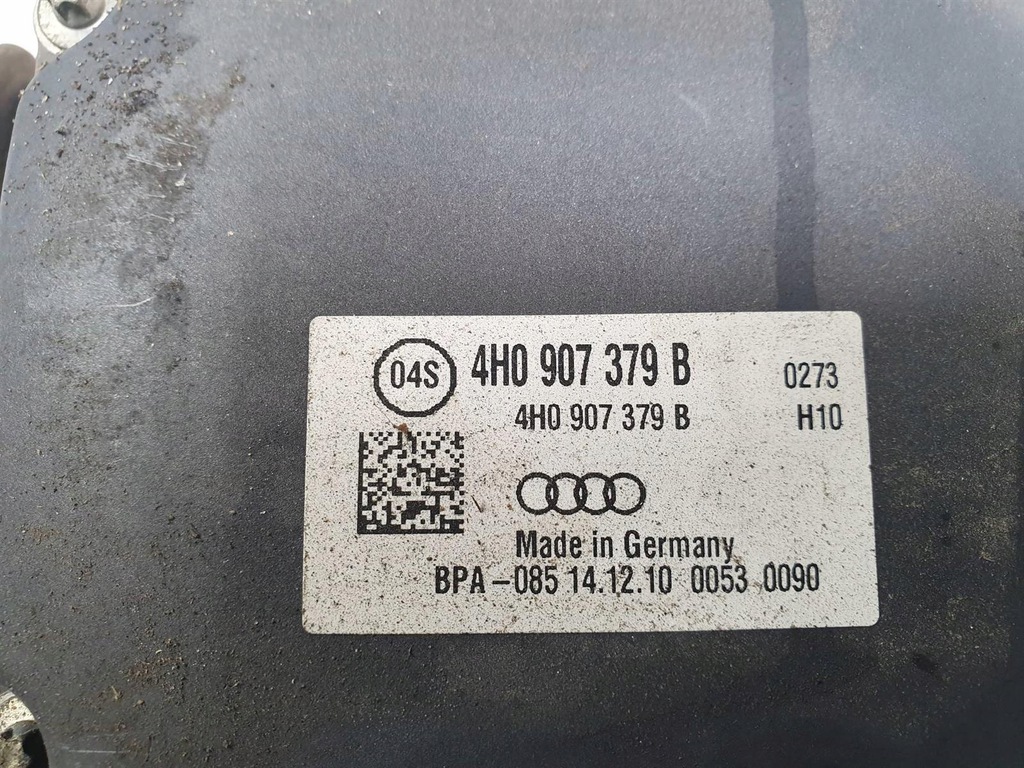 04S 4H0 907 379 B 0273
4H0 907 379 B H10
Made in Germany
BPA-085 14.12.10 0053 0090